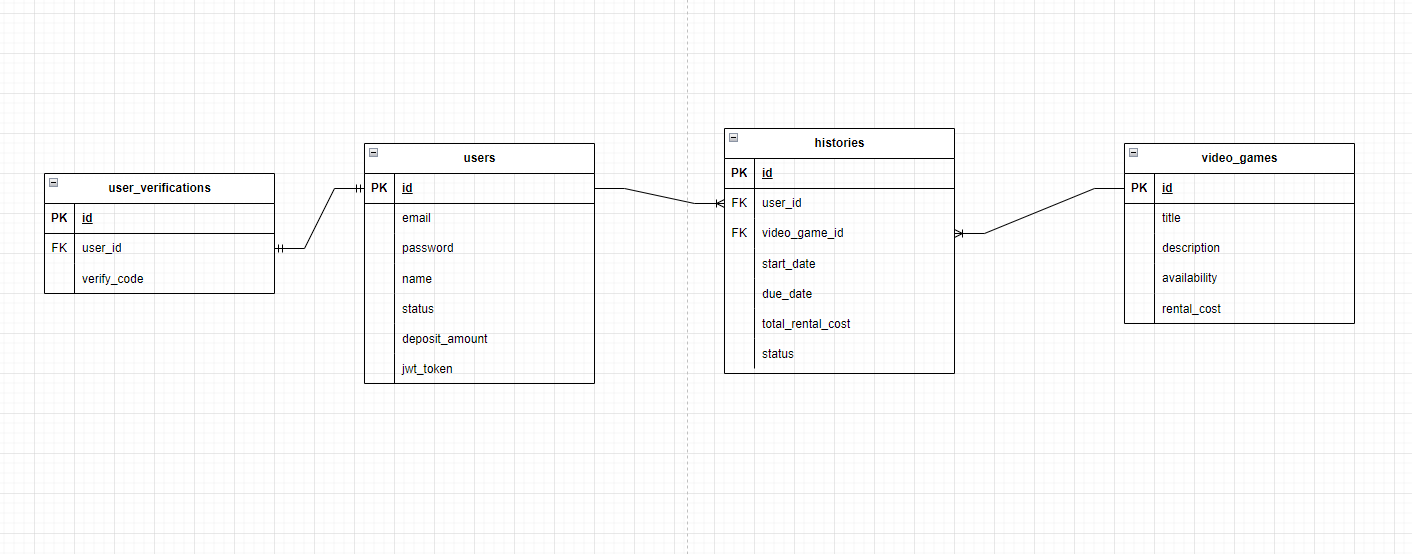 user_verifications
PK id
FK user_id
verify_code
users
PK id
email
password
name
status
deposit_amount
jwt_token
histories
PK id
FK user_id
FK video_game_id
start_date
due_date
total_rental_cost
status
video_games
PK id
title
description
availability
rental_cost